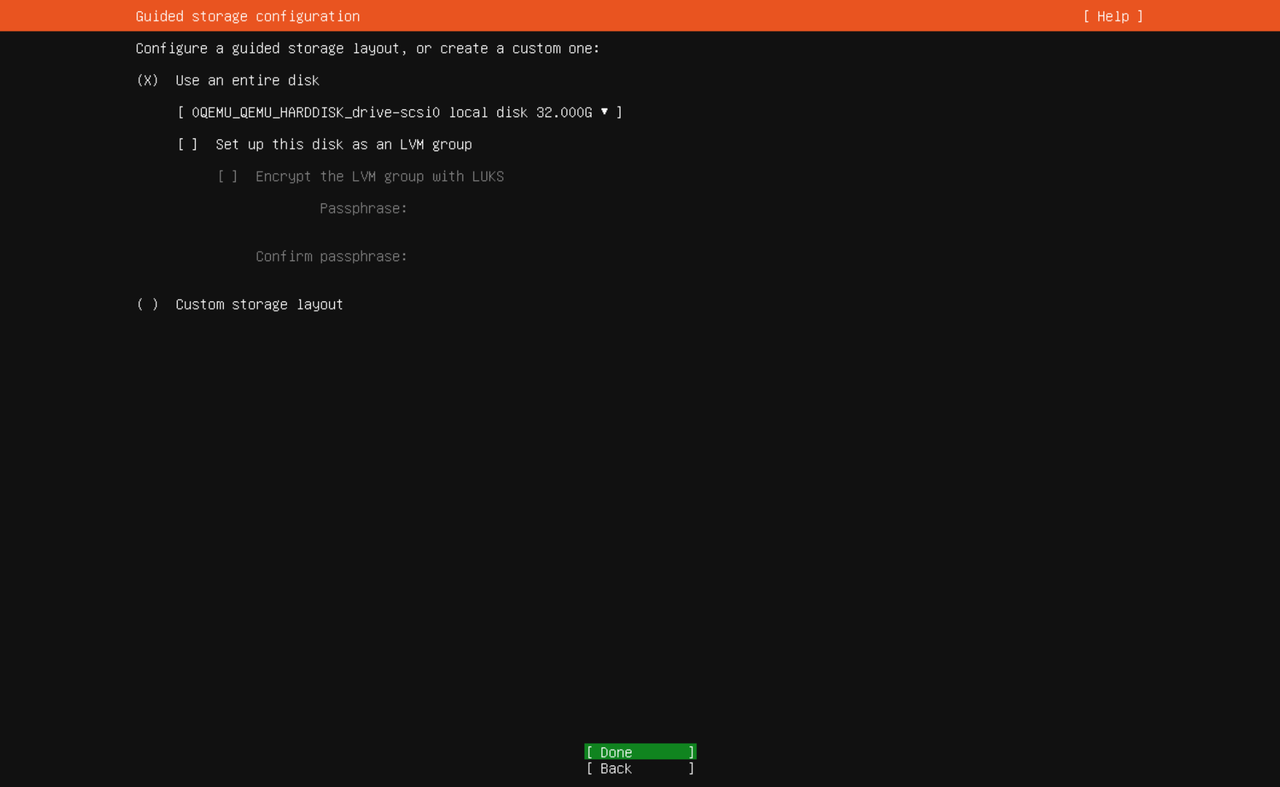 Guided storage configuration [ Help ]
Configure a guided storage layout, or create a custom one:
(X) Use an entire disk
[ 0QEMU_QEMU_HARDDISK_drive-scsi0 local disk 32.000G ▾ ]
[ ] Set up this disk as an LVM group
[ ] Encrypt the LVM group with LUKS
Passphrase:
Confirm passphrase:
( ) Custom storage layout
[ Done ]
[ Back ]